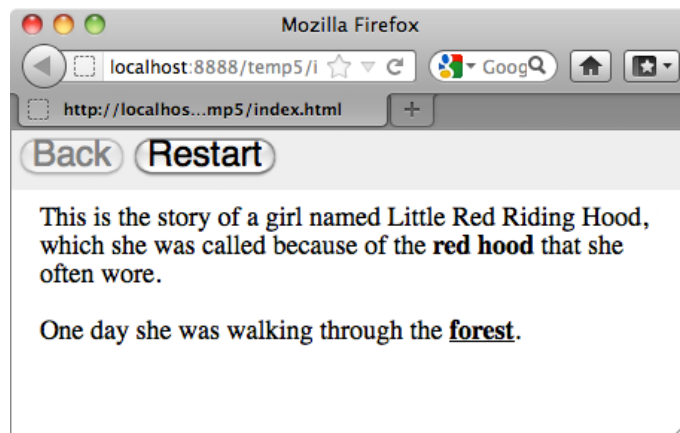 Mozilla Firefox
localhost:8888/temp5/i
Goog
http://localhos...mp5/index.html
Back Restart
This is the story of a girl named Little Red Riding Hood,
which she was called because of the red hood that she
often wore.
One day she was walking through the forest.